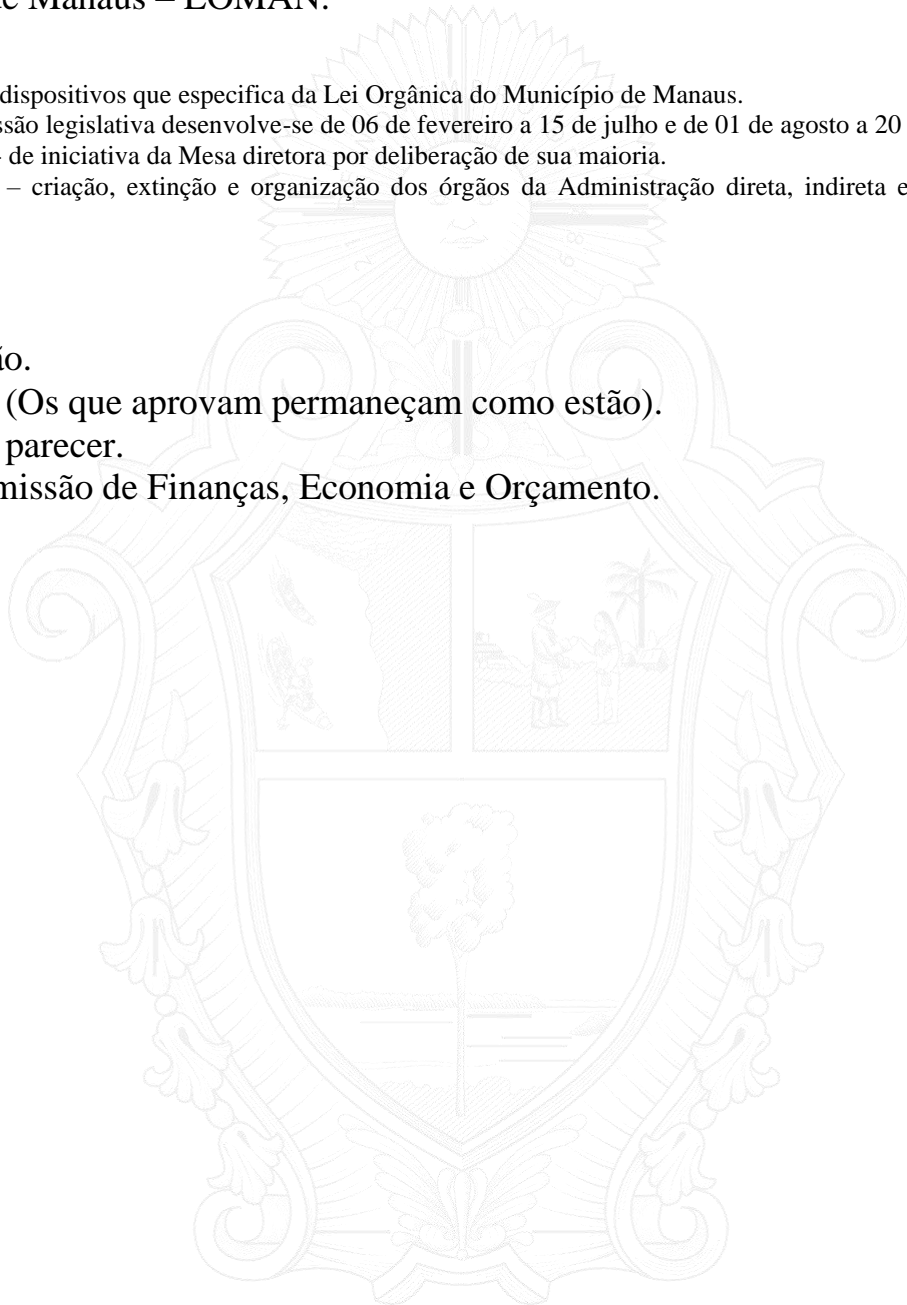 de Manaus – LOMAN.
dispositivos que especifica da Lei Orgânica do Município de Manaus.
ssão legislativa desenvolve-se de 06 de fevereiro a 15 de julho e de 01 de agosto a 20
- de iniciativa da Mesa diretora por deliberação de sua maioria.
– criação, extinção e organização dos órgãos da Administração direta, indireta e
ão.
(Os que aprovam permaneçam como estão).
parecer.
missão de Finanças, Economia e Orçamento.